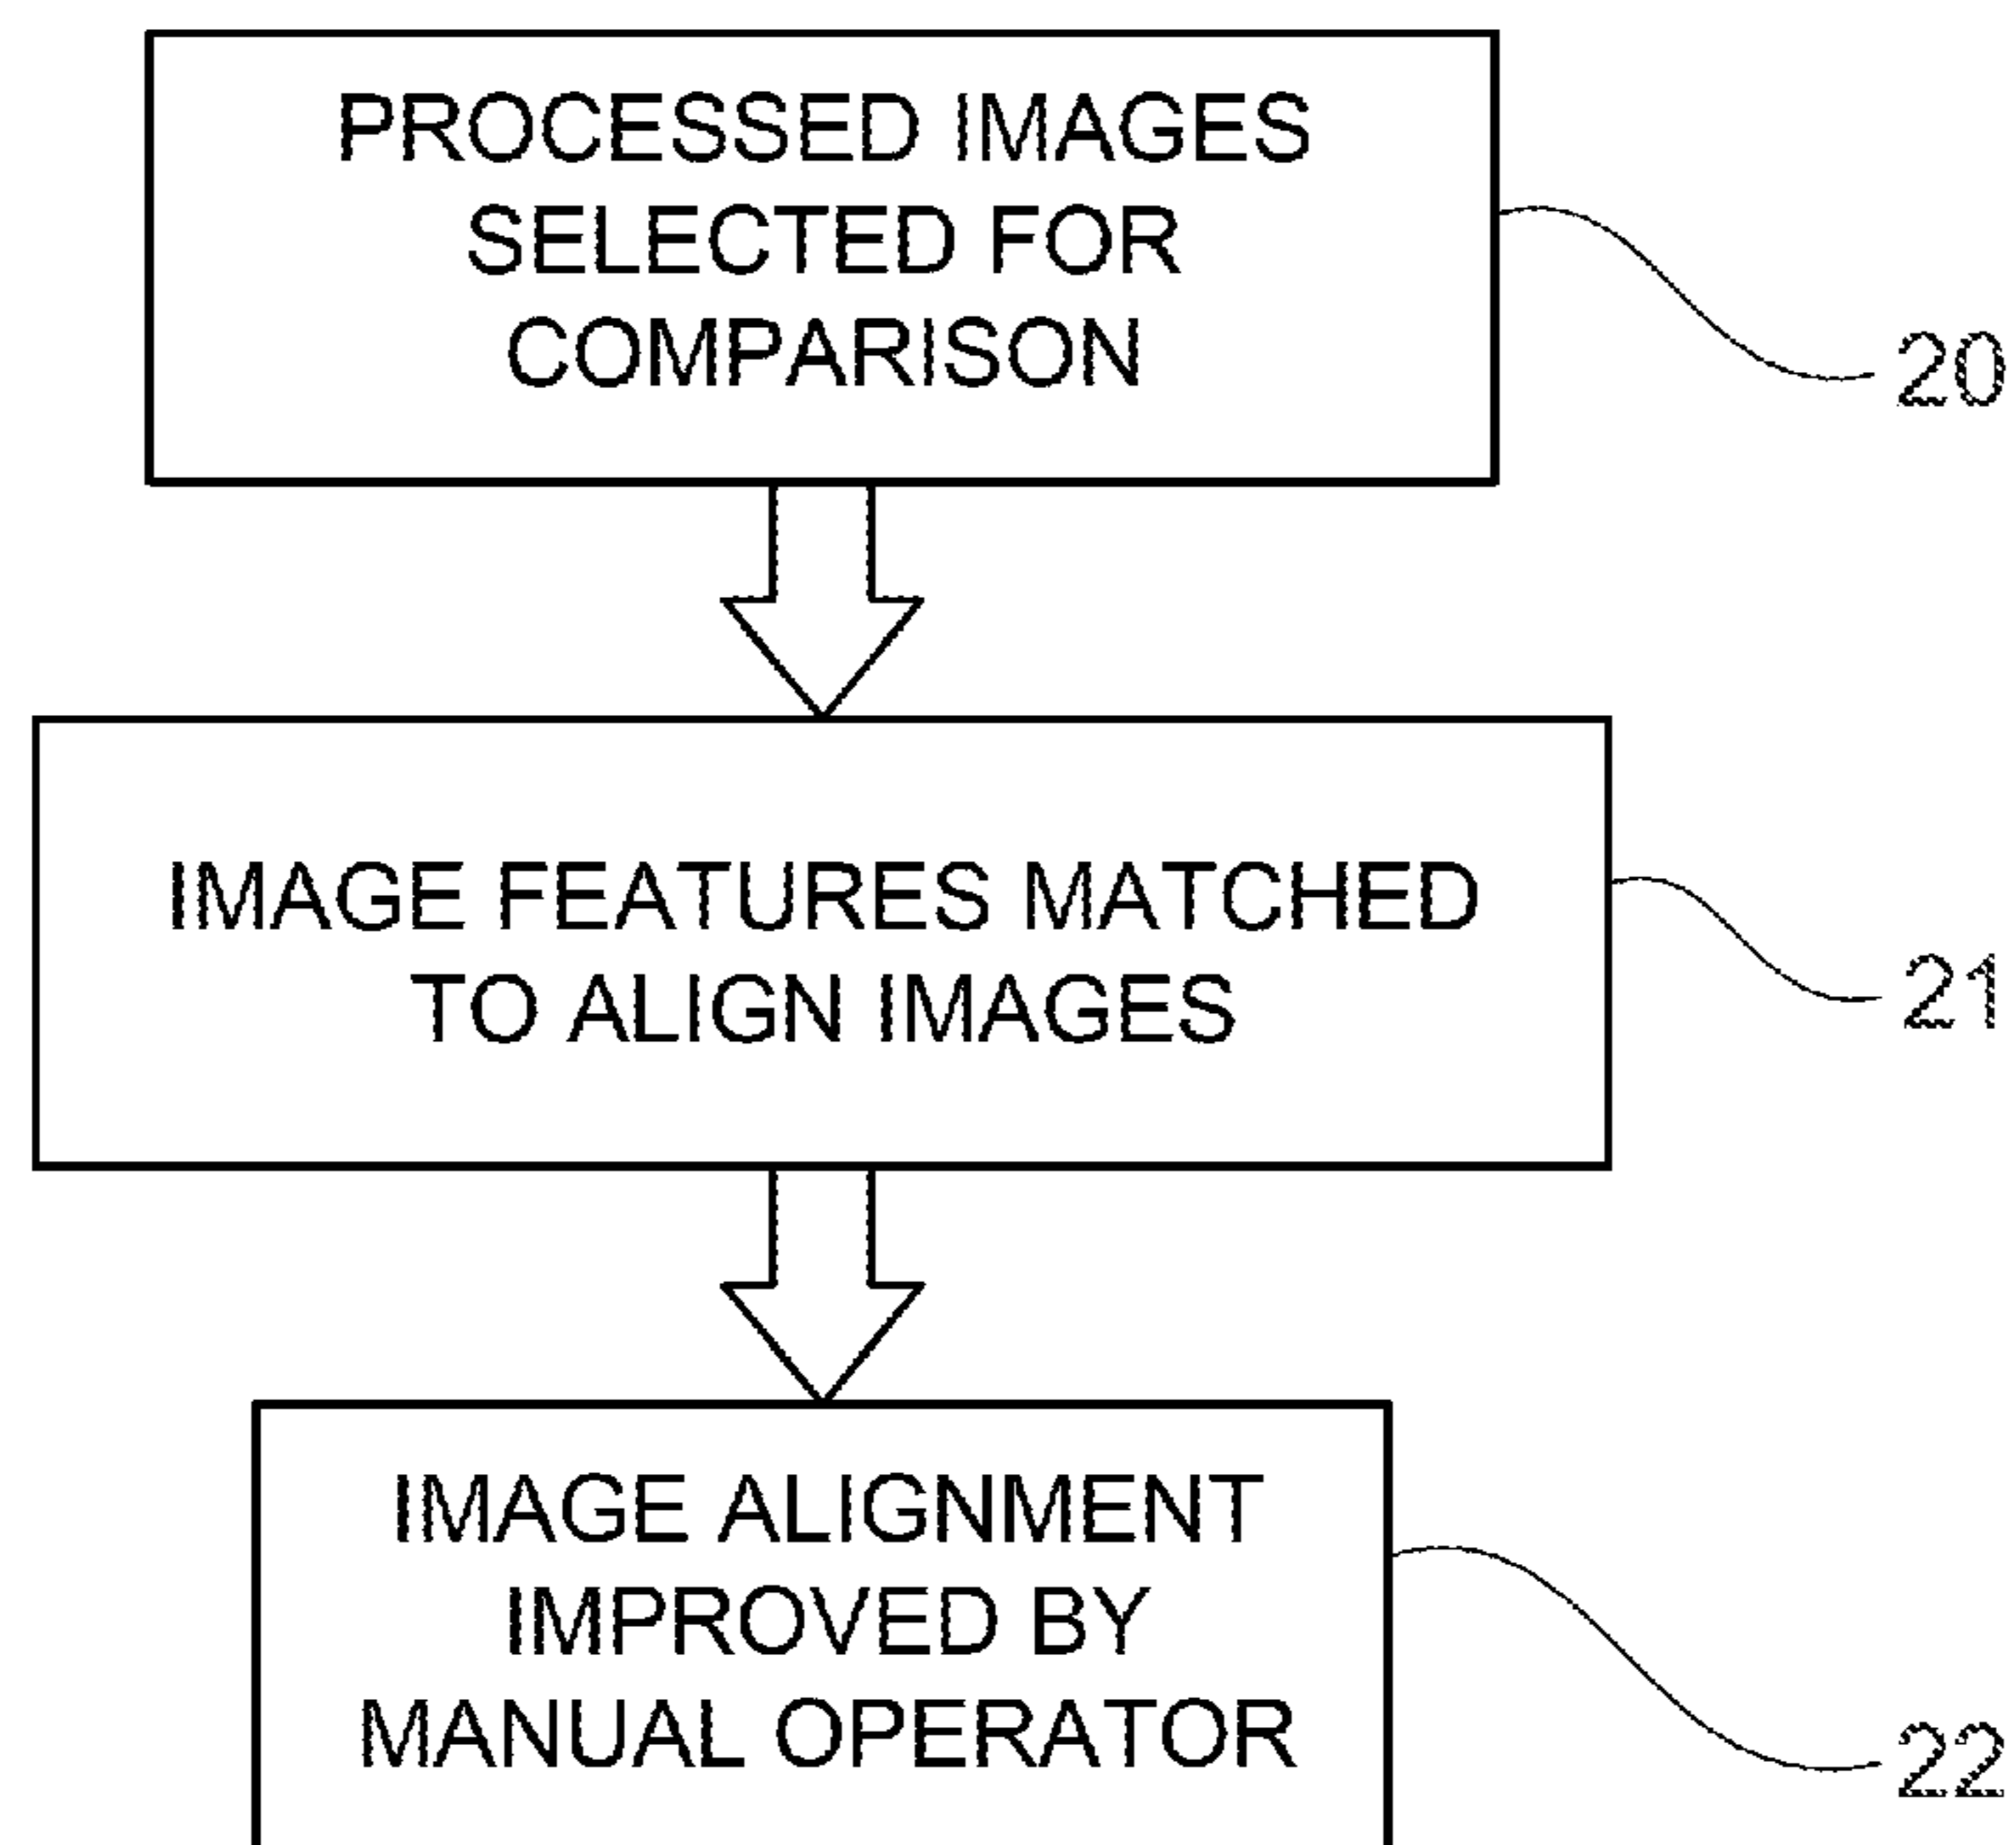 PROCESSED IMAGES
SELECTED FOR
COMPARISON
20
IMAGE FEATURES MATCHED
TO ALIGN IMAGES
21
IMAGE ALIGNMENT
IMPROVED BY
MANUAL OPERATOR
22